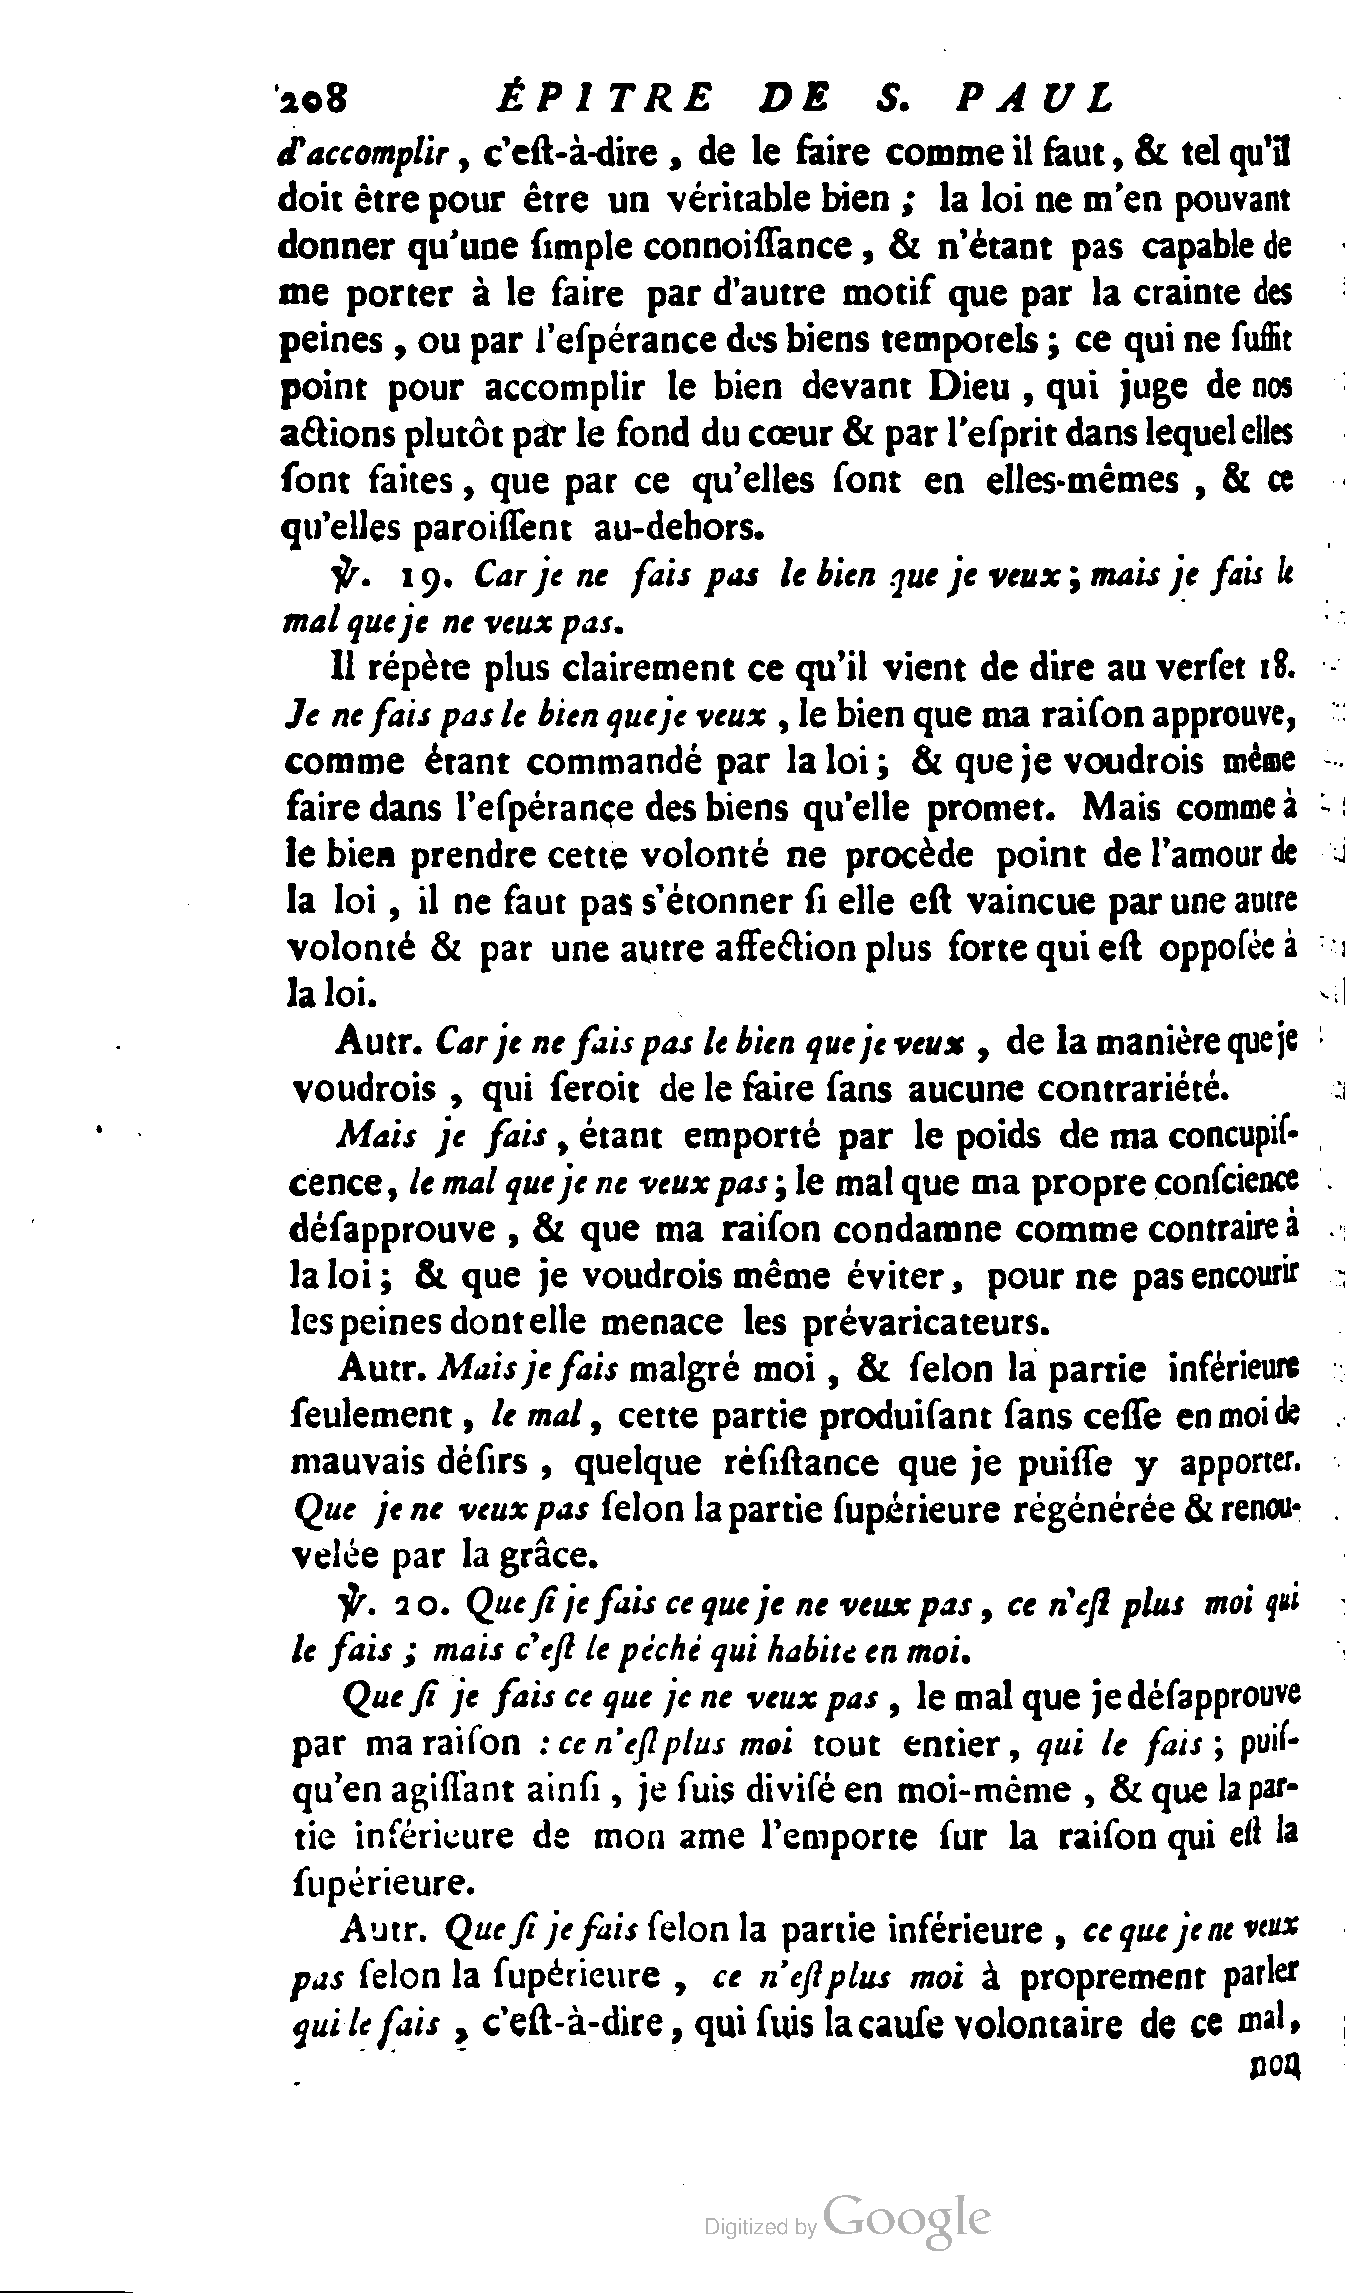 208 ÉPITRE DE S. PAUL
d'accomplir, c'eſt-à-dire, de le faire comme il faut, & tel qu'il
doit être pour être un véritable bien ; la loi ne m'en pouvant
donner qu'une ſimple connoiſſance, & n'étant pas capable de
me porter à le faire par d'autre motif que par la crainte des
peines, ou par l'eſpérance des biens temporels ; ce qui ne ſuffit
point pour accomplir le bien devant Dieu, qui juge de nos
actions plutôt par le fond du cœur & par l'eſprit dans lequel elles
ſont faites, que par ce qu'elles ſont en elles-mêmes, & ce
qu'elles paroiſſent au-dehors.
℣. 19. Car je ne fais pas le bien que je veux ; mais je fais le
mal que je ne veux pas.
Il répète plus clairement ce qu'il vient de dire au verſet 18.
Je ne fais pas le bien que je veux, le bien que ma raiſon approuve,
comme étant commandé par la loi ; & que je voudrois même
faire dans l'eſpérance des biens qu'elle promet. Mais comme à
le bien prendre cette volonté ne procède point de l'amour de
la loi, il ne faut pas s'étonner ſi elle eſt vaincue par une autre
volonté & par une autre affection plus forte qui eſt oppoſée à
la loi.
Autr. Car je ne fais pas le bien que je veux, de la manière que je
voudrois, qui ſeroit de le faire ſans aucune contrariété.
Mais je fais, étant emporté par le poids de ma concupiſ-
cence, le mal que je ne veux pas ; le mal que ma propre conſcience
déſapprouve, & que ma raiſon condamne comme contraire à
la loi ; & que je voudrois même éviter, pour ne pas encourir
les peines dont elle menace les prévaricateurs.
Autr. Mais je fais malgré moi, & ſelon la partie inférieure
ſeulement, le mal, cette partie produiſant ſans ceſſe en moi de
mauvais déſirs, quelque réſiſtance que je puiſſe y apporter.
Que je ne veux pas ſelon la partie ſupérieure régénérée & renou-
velée par la grâce.
℣. 20. Que ſi je fais ce que je ne veux pas, ce n'eſt plus moi qui
le fais ; mais c'eſt le péché qui habite en moi.
Que ſi je fais ce que je ne veux pas, le mal que je déſapprouve
par ma raiſon : ce n'eſt plus moi tout entier, qui le fais ; puiſ-
qu'en agiſſant ainſi, je ſuis diviſé en moi-même, & que la par-
tie inférieure de mon ame l'emporte ſur la raiſon qui eſt la
ſupérieure.
Autr. Que ſi je fais ſelon la partie inférieure, ce que je ne veux
pas ſelon la ſupérieure, ce n'eſt plus moi à proprement parler
qui le fais, c'eſt-à-dire, qui ſuis la cauſe volontaire de ce mal,
non
Digitized by Google